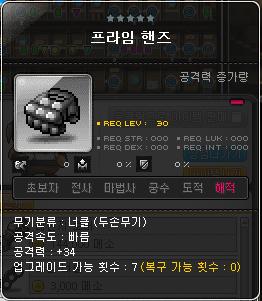 프라임 핸즈
공격력 증가량
REQ LEV : 30
REQ STR : 000 REQ LUK : 000
REQ DEX : 000 REQ INT : 000
0 0 % 0 %
초보자 전사 마법사 궁수 도적 해적
무기분류 : 너클 (두손무기)
공격속도 : 빠름
공격력 : +34
업그레이드 가능 횟수 : 7 (복구 가능 횟수 : 0)
3,000 메소